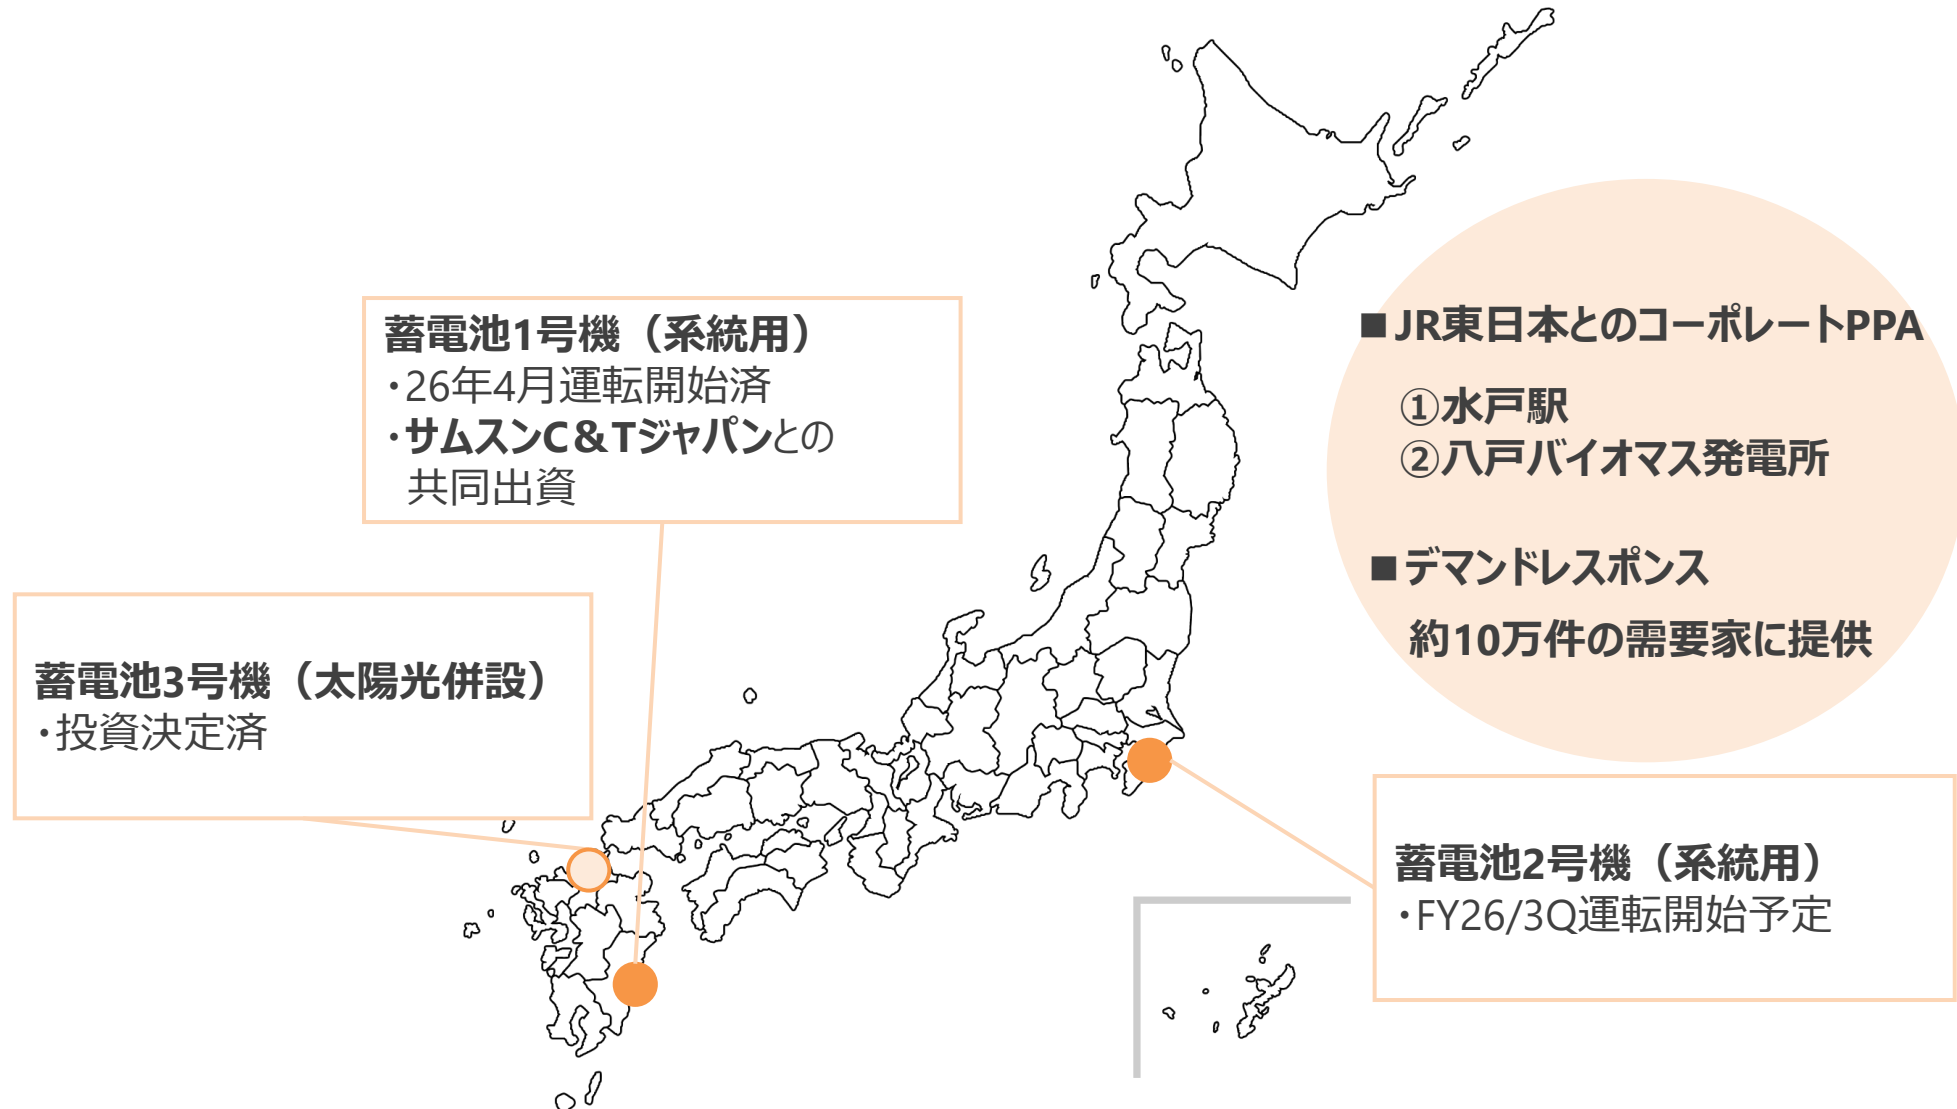 蓄電池1号機（系統用）
・26年4月運転開始済
・サムスンC＆Tジャパンとの
共同出資
蓄電池3号機（太陽光併設）
・投資決定済
■JR東日本とのコーポレートPPA
①水戸駅
②八戸バイオマス発電所
■デマンドレスポンス
約10万件の需要家に提供
蓄電池2号機（系統用）
・FY26/3Q運転開始予定